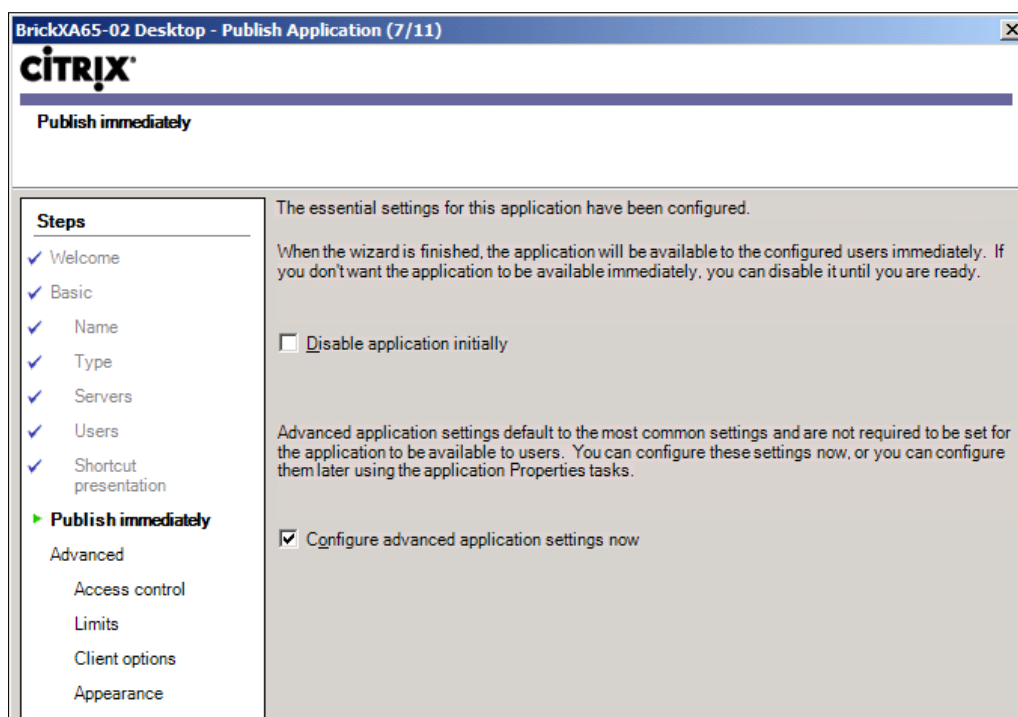 BrickXA65-02 Desktop - Publish Application (7/11)
CITRIX
Publish immediately
Steps
Welcome
Basic
Name
Type
Servers
Users
Shortcut
presentation
Publish immediately
Advanced
Access control
Limits
Client options
Appearance
The essential settings for this application have been configured.
When the wizard is finished, the application will be available to the configured users immediately. If
you don't want the application to be available immediately, you can disable it until you are ready.
Disable application initially
Advanced application settings default to the most common settings and are not required to be set for
the application to be available to users. You can configure these settings now, or you can configure
them later using the application Properties tasks.
Configure advanced application settings now